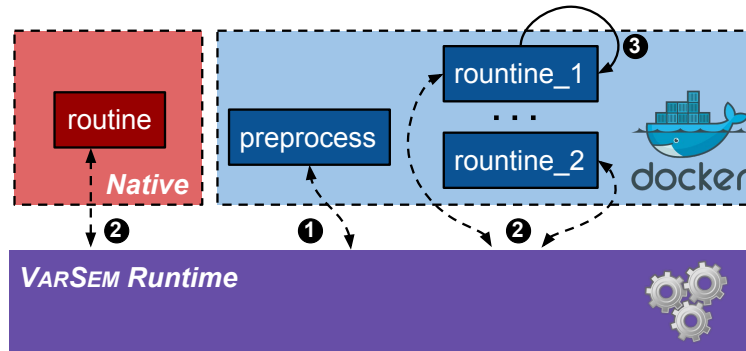 rountine_1
3
routine
preprocess
. . .
rountine_2
docker
Native
2
1
2
VARSEM Runtime